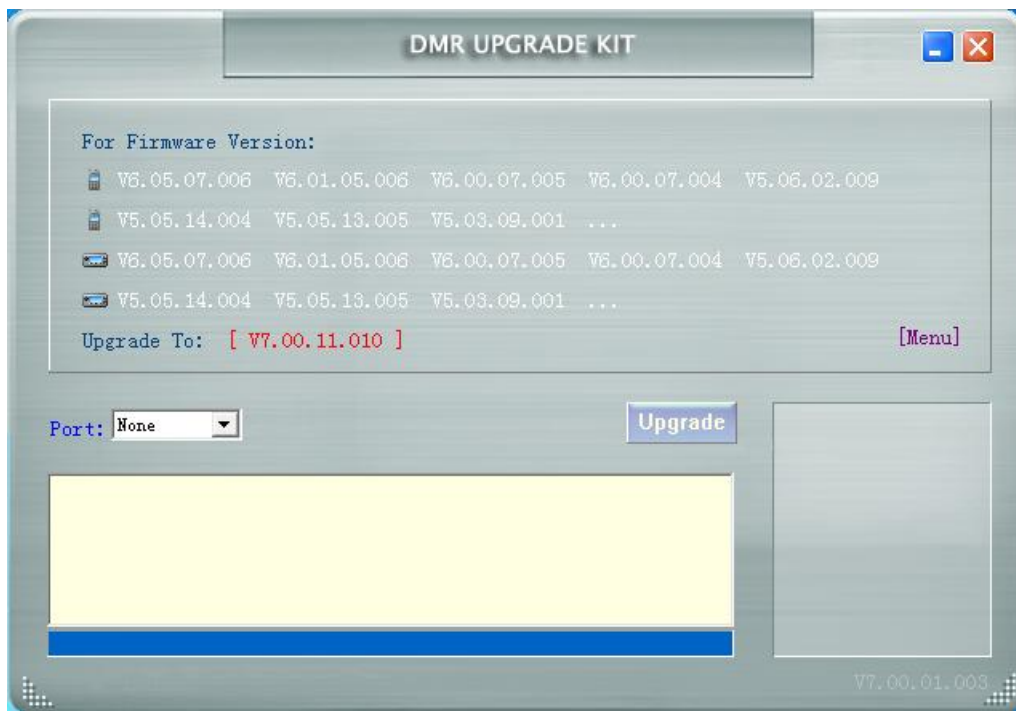 DMR UPGRADE KIT
For Firmware Version:
V6.05.07.006 V6.01.05.006 V6.00.07.005 V6.00.07.004 V5.06.02.009
V5.05.14.004 V5.05.13.005 V5.03.09.001 ...
V6.05.07.006 V6.01.05.006 V6.00.07.005 V6.00.07.004 V5.06.02.009
V5.05.14.004 V5.05.13.005 V5.03.09.001 ...
Upgrade To: [ V7.00.11.010 ] [Menu]
Port: None Upgrade
V7.00.01.003